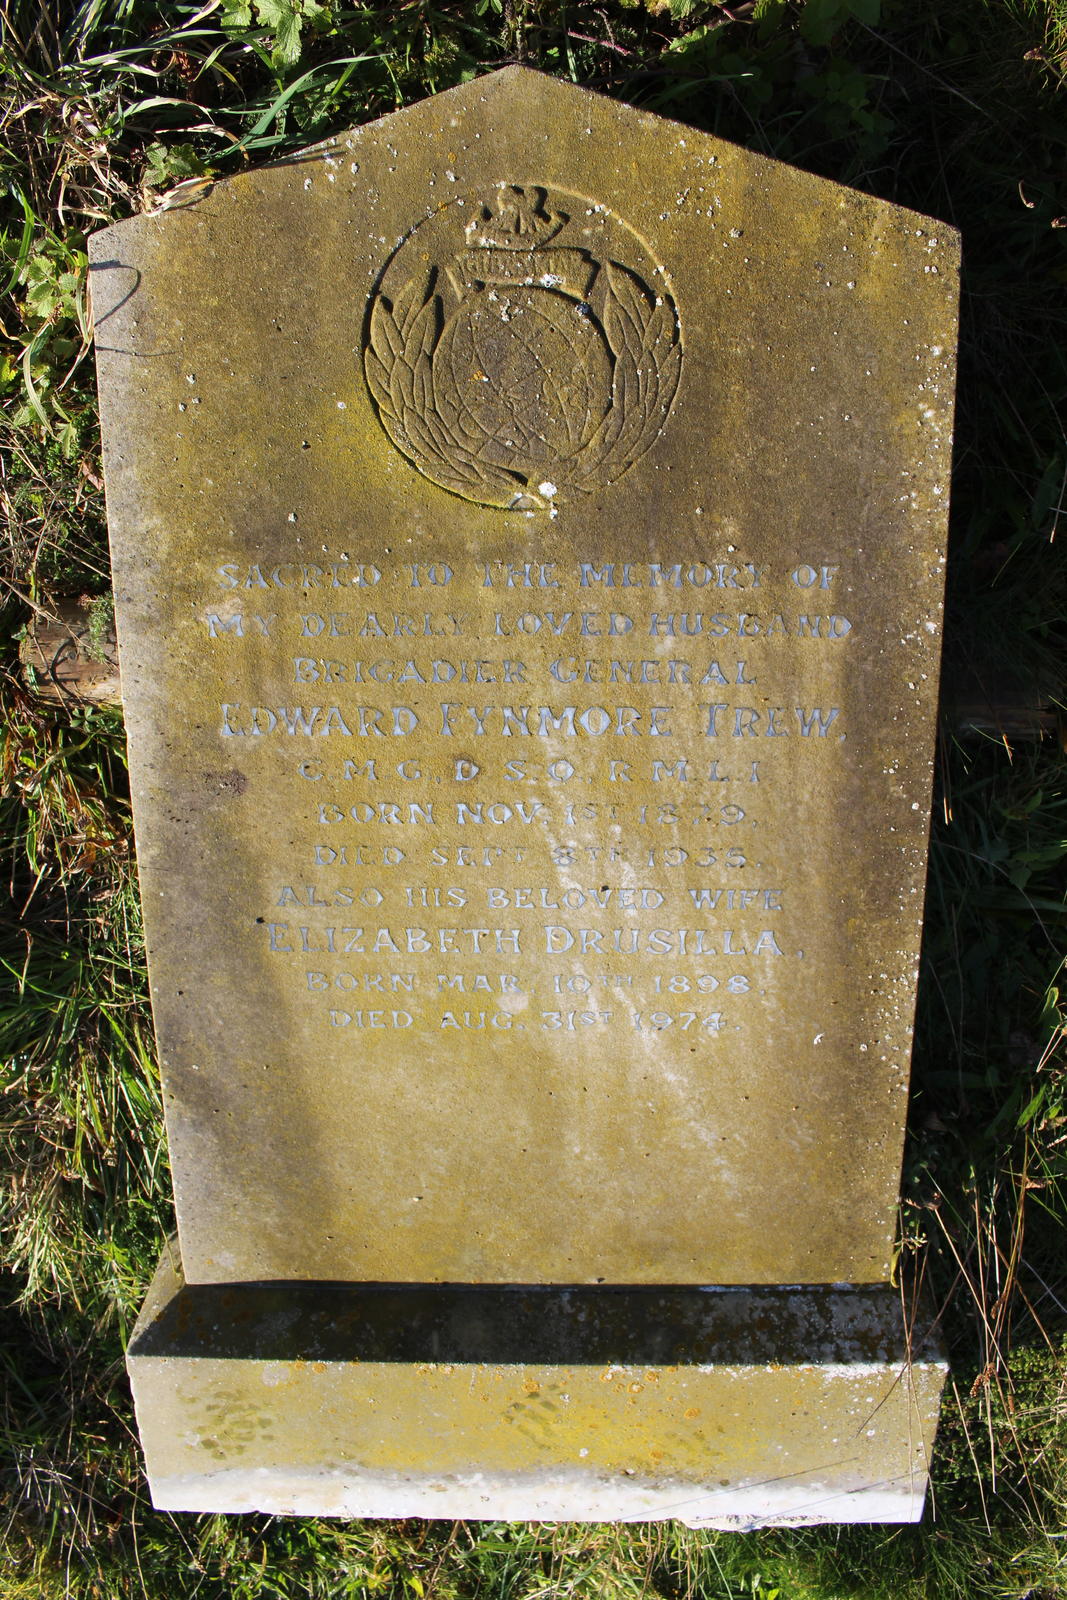 GIBRALTAR
SACRED TO THE MEMORY OF
MY DEARLY LOVED HUSBAND
BRIGADIER GENERAL
EDWARD FYNMORE TREW,
C.M.G., D.S.O., R.M.L.I
BORN NOV. 1ST 1879,
DIED SEPT 8TH 1935.
ALSO HIS BELOVED WIFE
ELIZABETH DRUSILLA,
BORN MAR. 10TH 1898.
DIED AUG. 31ST 1974.